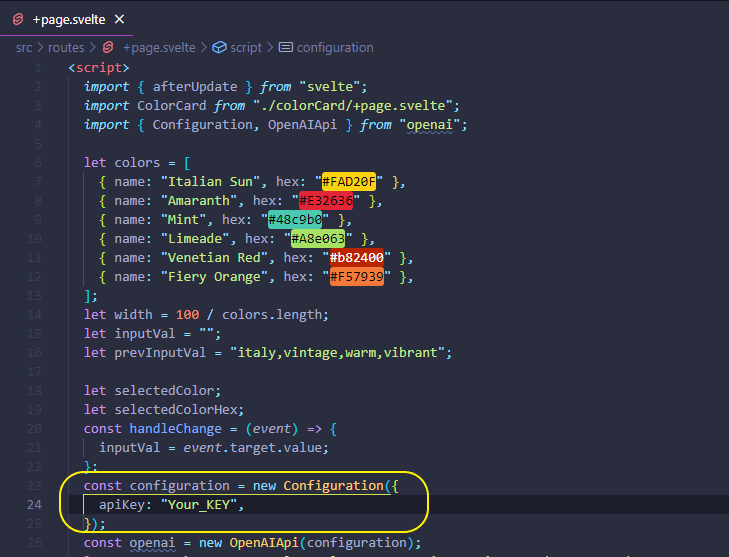 +page.svelte ×
src > routes > +page.svelte > script > configuration
1 <script>
2 import { afterUpdate } from "svelte";
3 import ColorCard from "./colorCard/+page.svelte";
4 import { Configuration, OpenAIApi } from "openai";
5
6 let colors = [
7 { name: "Italian Sun", hex: "#FAD20F" },
8 { name: "Amaranth", hex: "#E32636" },
9 { name: "Mint", hex: "#48c9b0" },
10 { name: "Limeade", hex: "#A8e063" },
11 { name: "Venetian Red", hex: "#b82400" },
12 { name: "Fiery Orange", hex: "#F57939" },
13 ];
14 let width = 100 / colors.length;
15 let inputVal = "";
16 let prevInputVal = "italy,vintage,warm,vibrant";
17
18 let selectedColor;
19 let selectedColorHex;
20 const handleChange = (event) => {
21 inputVal = event.target.value;
22 };
23 const configuration = new Configuration({
24 apiKey: "Your_KEY",
25 });
26 const openai = new OpenAIApi(configuration);